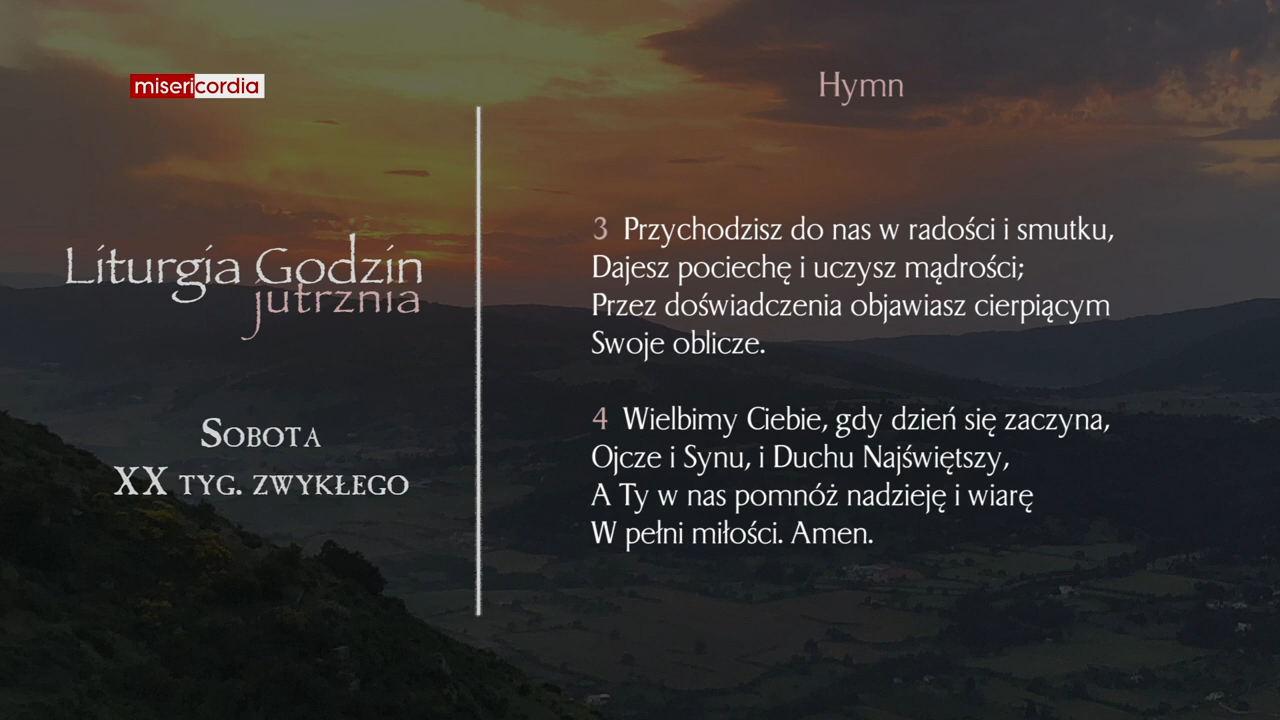 misericordia
Liturgia Godzin
jutrznia
Sobota
XX tyg. zwykłego
Hymn
3 Przychodzisz do nas w radości i smutku,
Dajesz pociechę i uczysz mądrości;
Przez doświadczenia objawiasz cierpiącym
Swoje oblicze.
4 Wielbimy Ciebie, gdy dzień się zaczyna,
Ojcze i Synu, i Duchu Najświętszy,
A Ty w nas pomnóż nadzieję i wiarę
W pełni miłości. Amen.